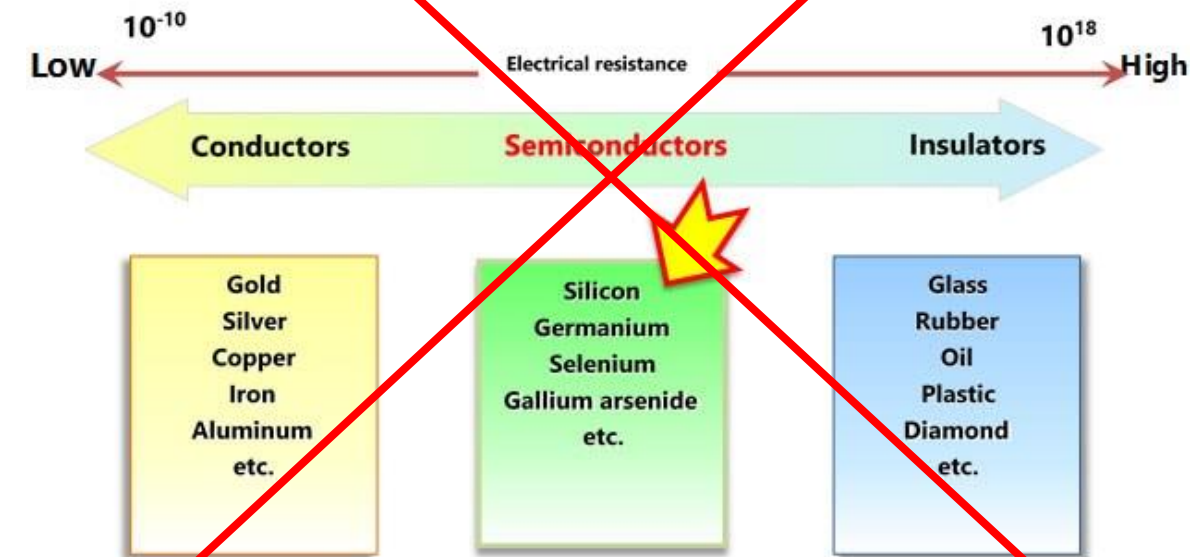 10⁻¹⁰
10¹⁸
Low
Electrical resistance
High
Conductors
Semiconductors
Insulators
Gold
Silver
Copper
Iron
Aluminum
etc.
Silicon
Germanium
Selenium
Gallium arsenide
etc.
Glass
Rubber
Oil
Plastic
Diamond
etc.